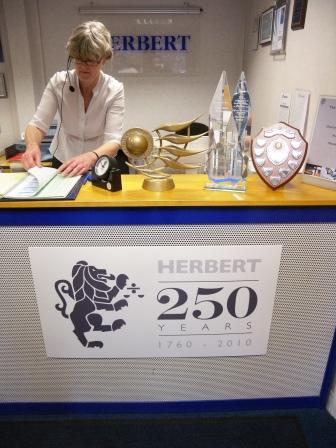 HERBERT
HERBERT
250
YEARS
1760 - 2010